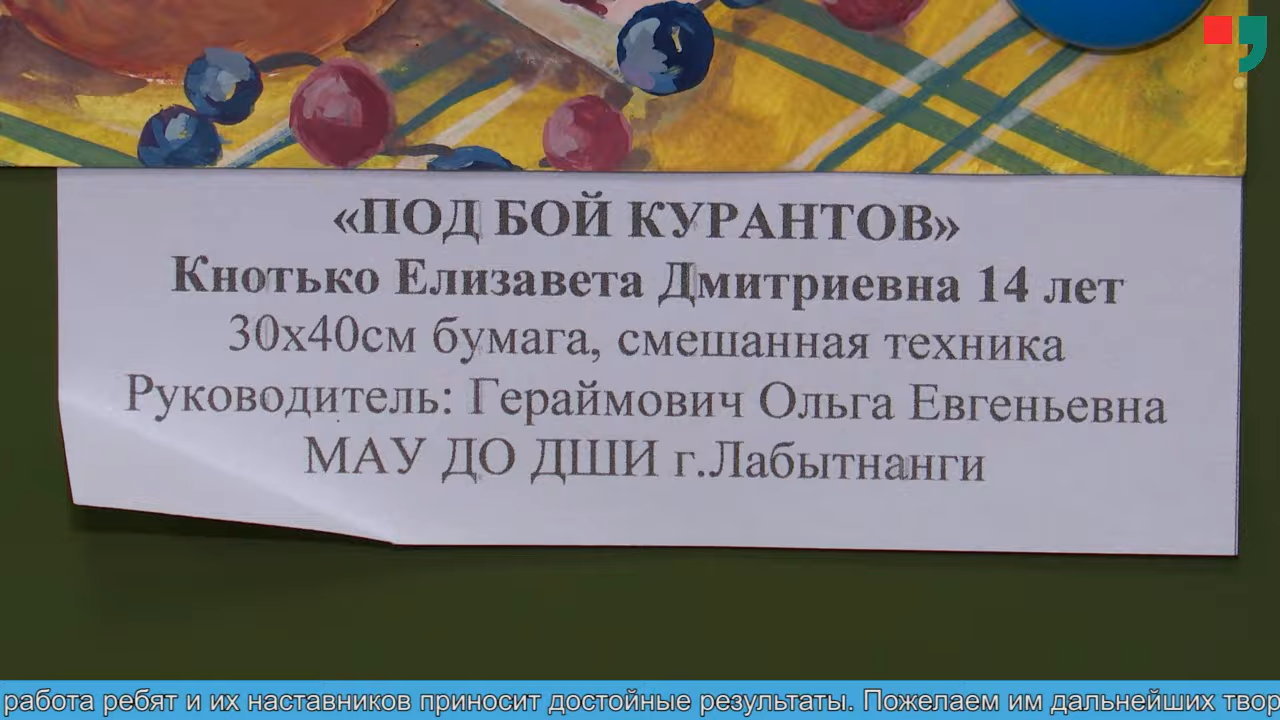 «ПОД БОЙ КУРАНТОВ»
Кнотько Елизавета Дмитриевна 14 лет
30х40см бумага, смешанная техника
Руководитель: Гераймович Ольга Евгеньевна
МАУ ДО ДШИ г.Лабытнанги
работа ребят и их наставников приносит достойные результаты. Пожелаем им дальнейших твор